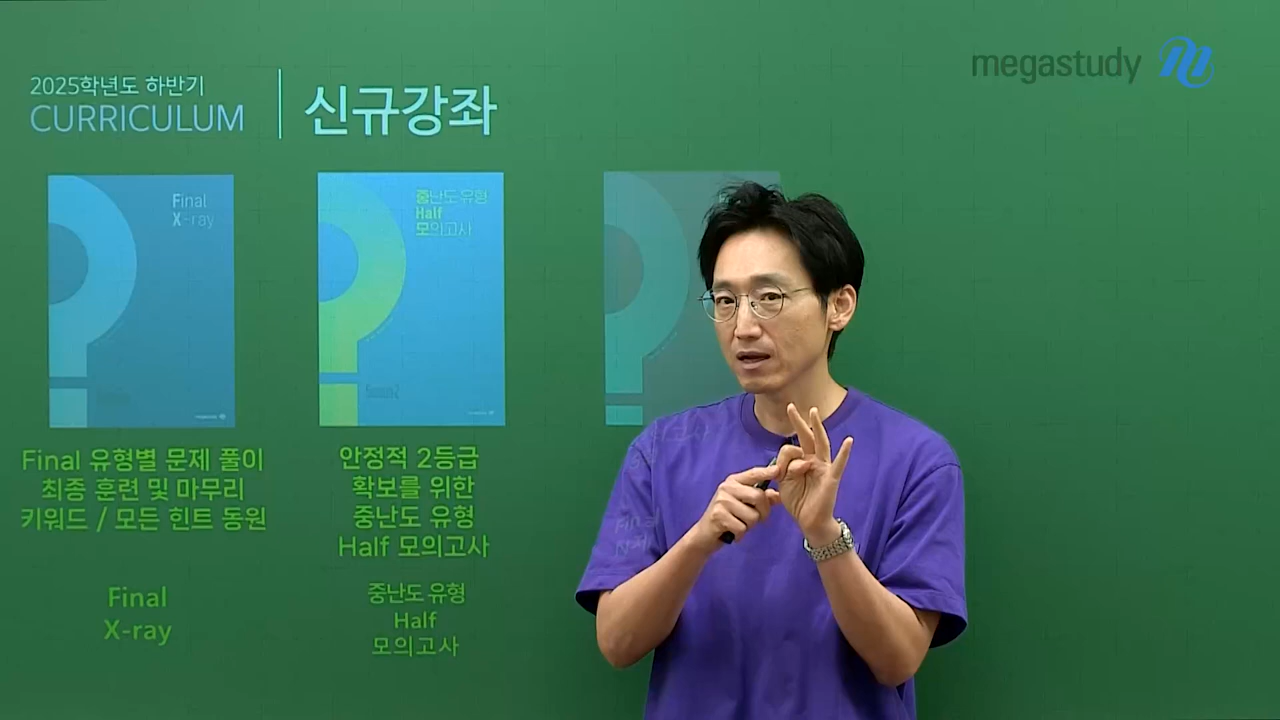 megastudy
2025학년도 하반기
CURRICULUM
신규강좌
Final
X-ray
중난도 유형
Half
모의고사
Season2
Final 유형별 문제 풀이
최종 훈련 및 마무리
키워드 / 모든 힌트 동원
안정적 2등급
확보를 위한
중난도 유형
Half 모의고사
Final
X-ray
중난도 유형
Half
모의고사